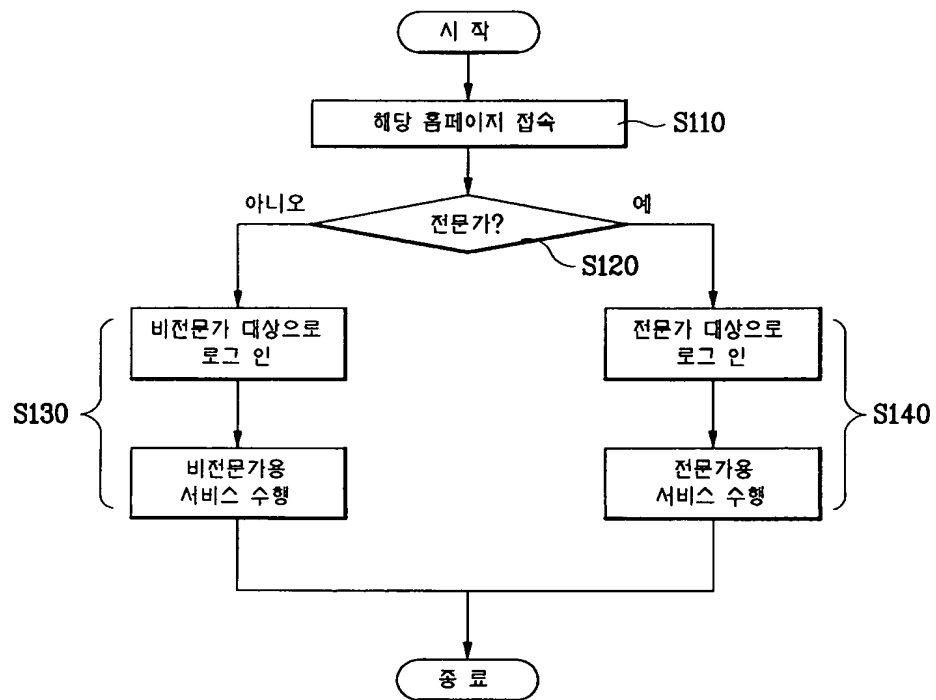 시 작
해당 홈페이지 접속
S110
아니오
예
전문가?
S120
비전문가 대상으로
로그 인
전문가 대상으로
로그 인
S130
S140
비전문가용
서비스 수행
전문가용
서비스 수행
종 료